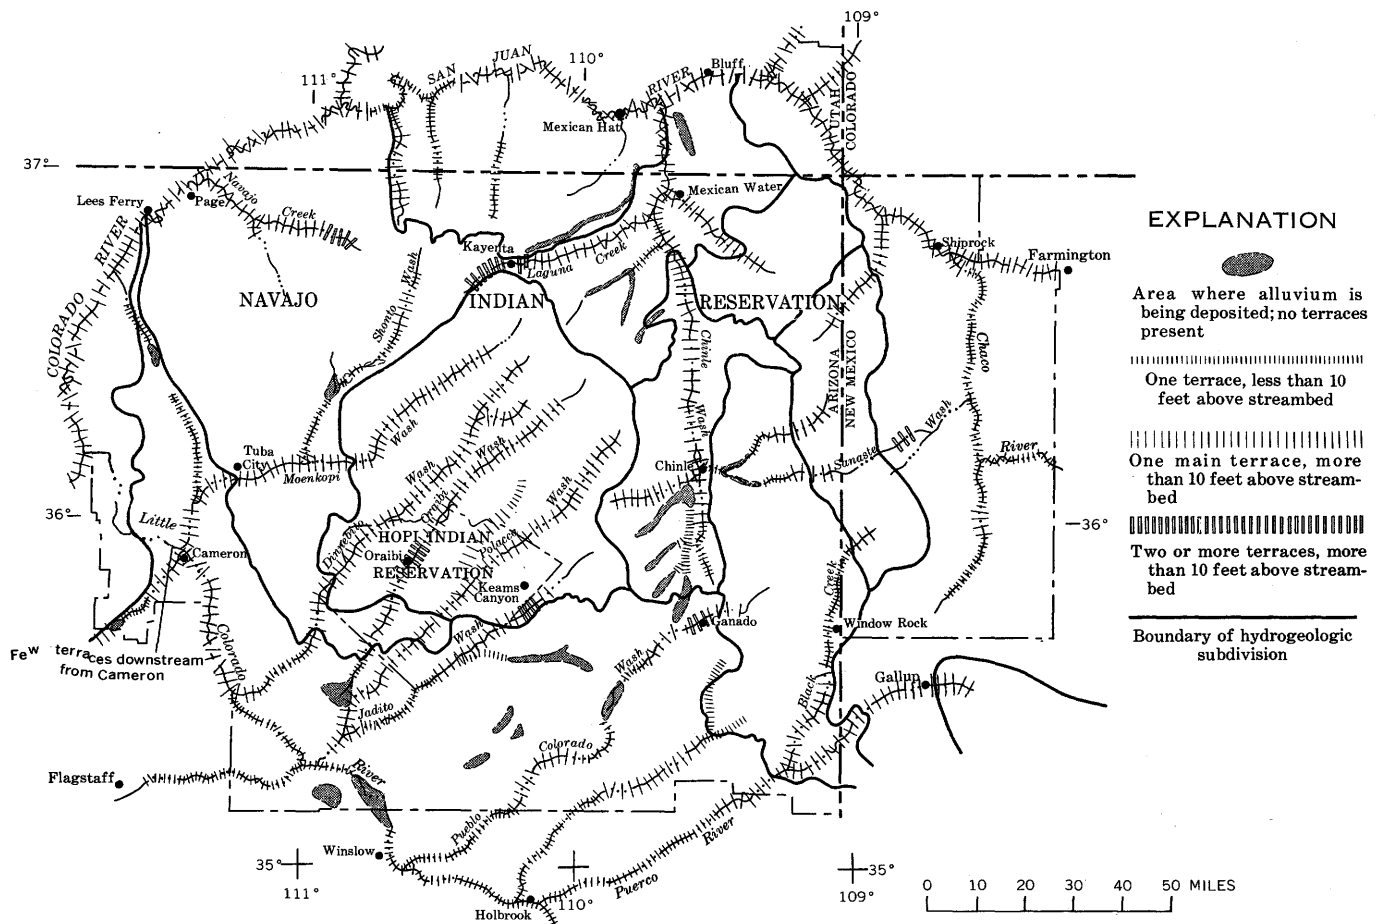 109°
111°
SAN
JUAN
110°
RIVER
Bluff
UTAH
COLORADO
Mexican Hat
37°
Lees Ferry
Page
Navajo
Creek
Mexican Water
COLORADO
RIVER
Kayenta
Laguna
Creek
Shiprock
Farmington
NAVAJO
INDIAN
RESERVATION
Shonto
Wash
Chinle
Wash
ARIZONA
NEW MEXICO
Chaco
River
Wash
Wash
Tuba
City
Moenkopi
Wash
Wash
Chinle
Sanastee
Wash
36°
Little
Cameron
Dinnebito
Oraibi
HOPI INDIAN
Oraibi
Polacca
RESERVATION
Keams
Canyon
36°
Creek
Few terraces downstream
from Cameron
Colorado
Wash
Ganado
Window Rock
Wash
Jadito
Black
Gallup
Colorado
Flagstaff
River
Pueblo
River
Winslow
35°
111°
Puerco
110°
Holbrook
35°
109°
EXPLANATION
Area where alluvium is
being deposited; no terraces
present
One terrace, less than 10
feet above streambed
One main terrace, more
than 10 feet above stream-
bed
Two or more terraces, more
than 10 feet above stream-
bed
Boundary of hydrogeologic
subdivision
0 10 20 30 40 50 MILES